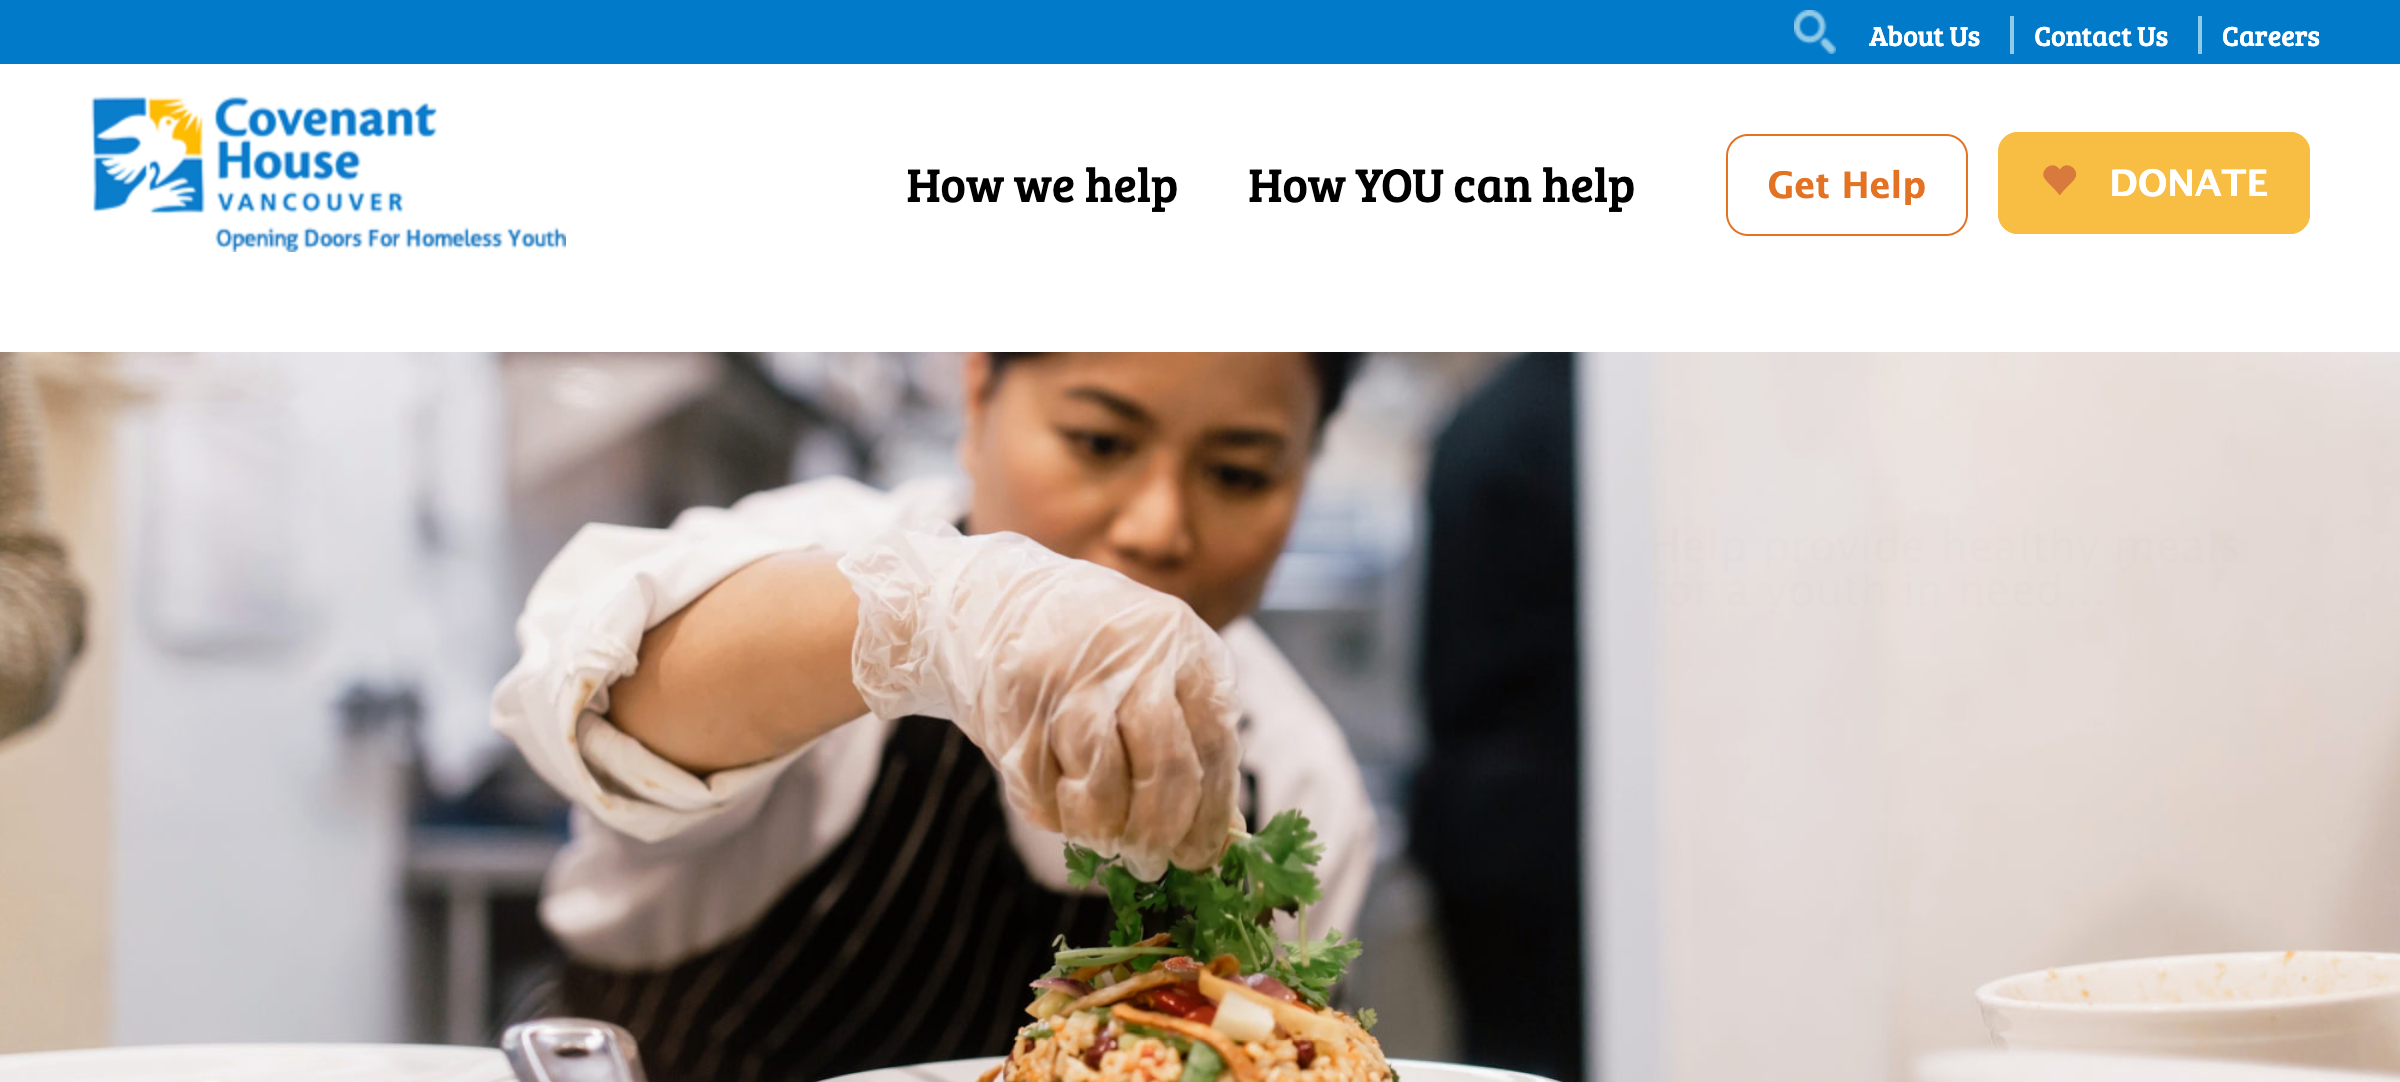 About Us
Contact Us
Careers
Covenant
House
VANCOUVER
Opening Doors For Homeless Youth
How we help
How YOU can help
Get Help
DONATE
Help provide healthy meals
for a youth in need...